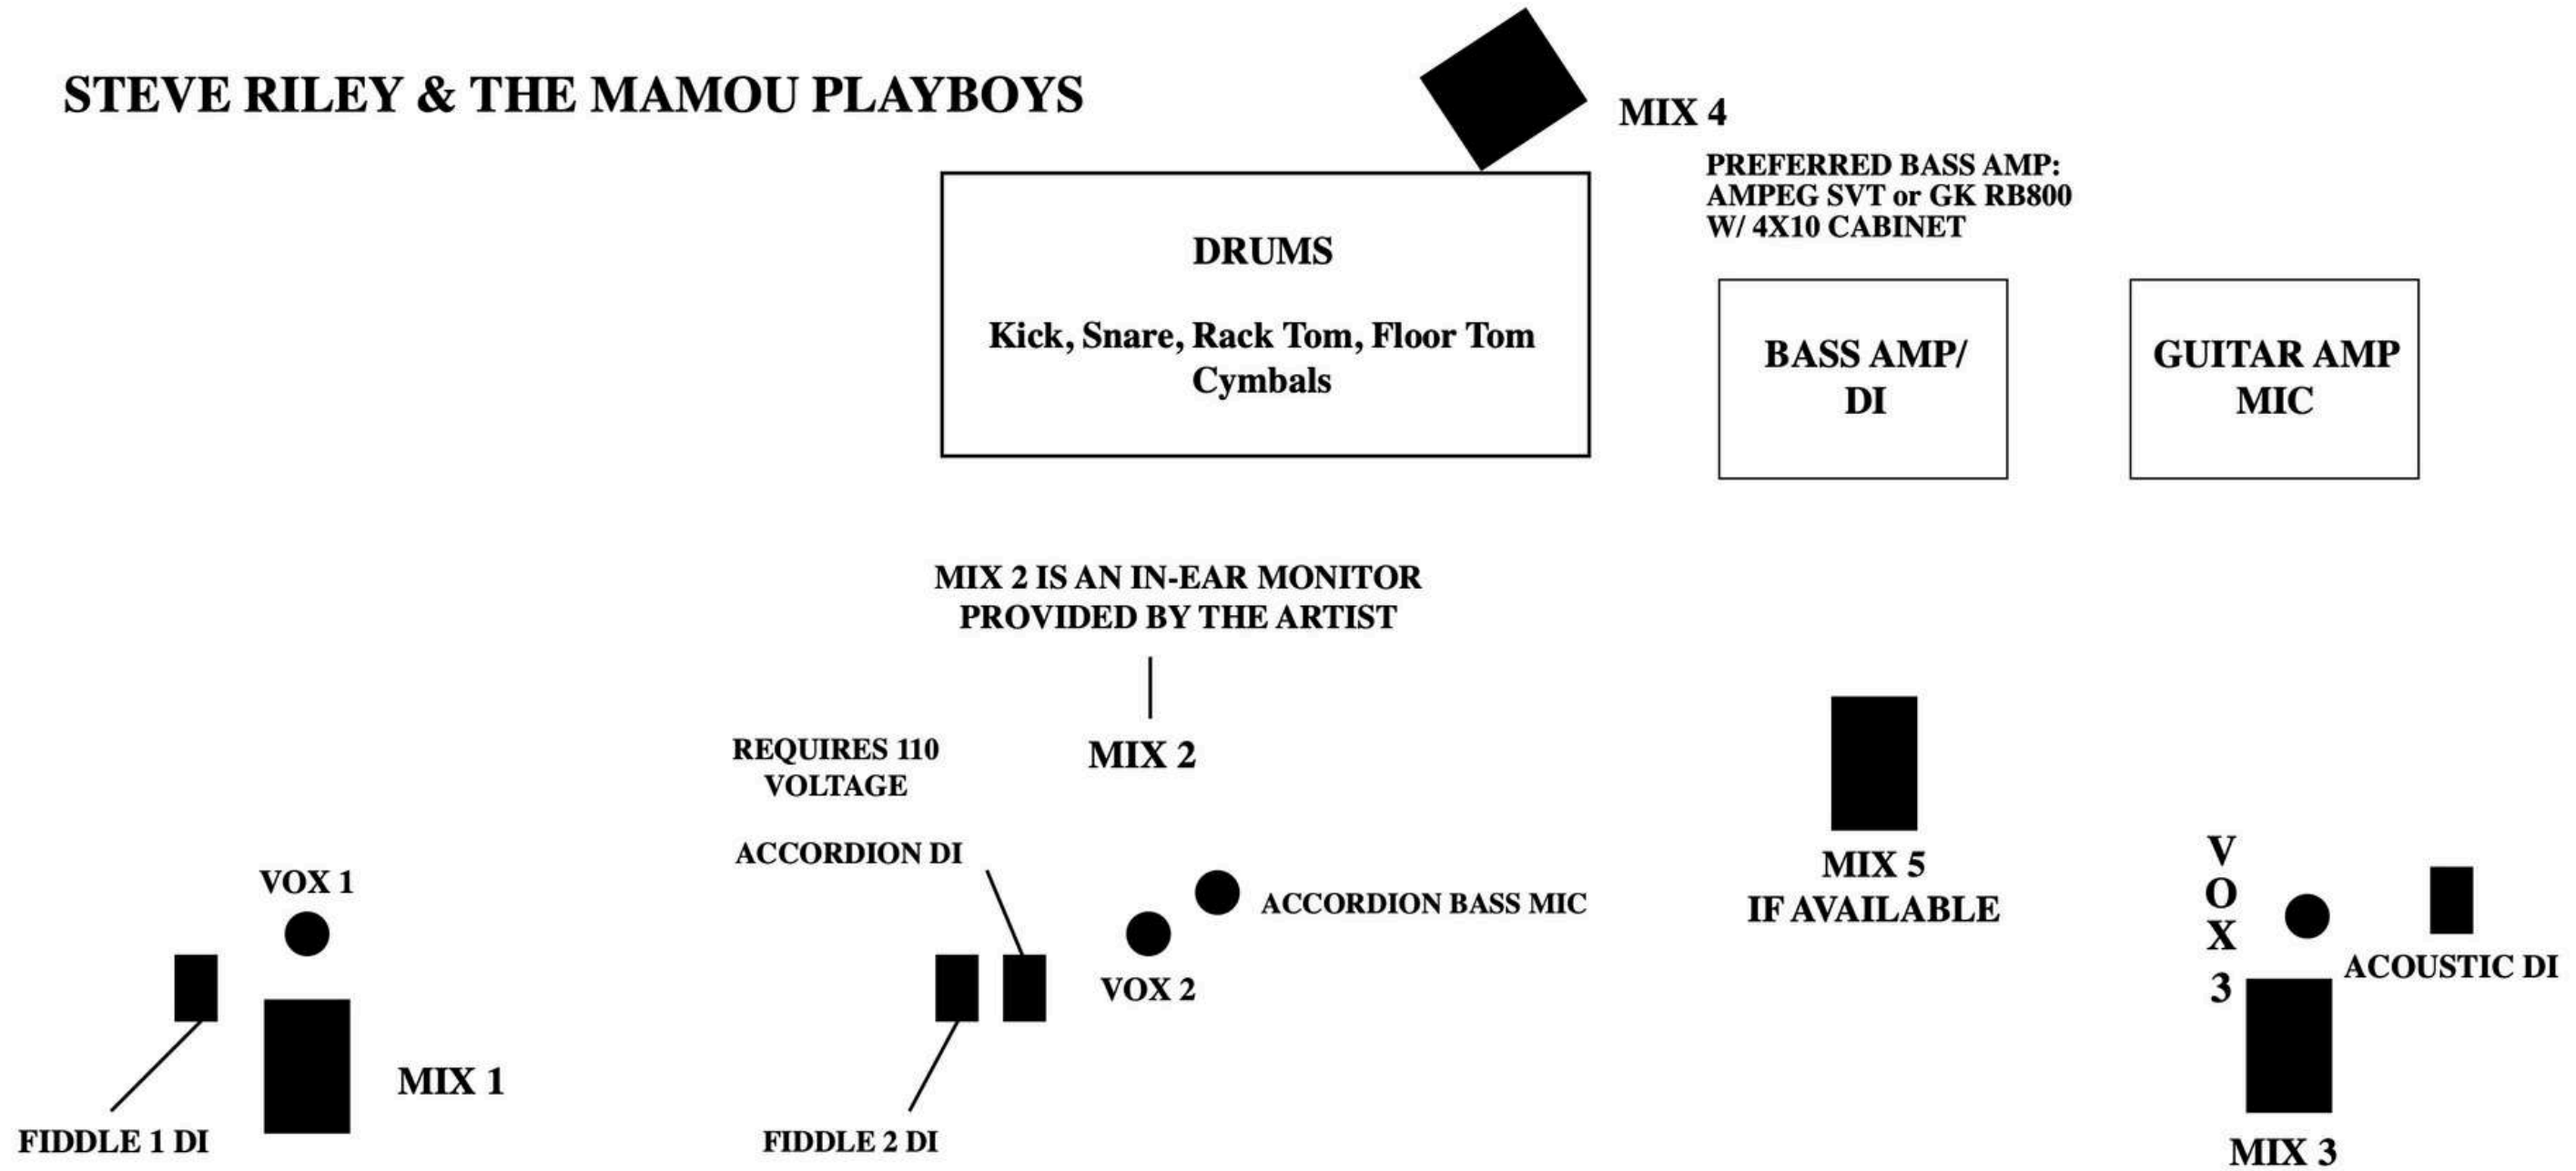 STEVE RILEY & THE MAMOU PLAYBOYS
MIX 4
PREFERRED BASS AMP:
AMPEG SVT or GK RB800
W/ 4X10 CABINET
DRUMS
Kick, Snare, Rack Tom, Floor Tom
Cymbals
BASS AMP/
DI
GUITAR AMP
MIC
MIX 2 IS AN IN-EAR MONITOR
PROVIDED BY THE ARTIST
MIX 2
REQUIRES 110
VOLTAGE
ACCORDION DI
VOX 1
ACCORDION BASS MIC
VOX 2
MIX 5
IF AVAILABLE
V
O
X
3
ACOUSTIC DI
MIX 1
FIDDLE 1 DI
FIDDLE 2 DI
MIX 3